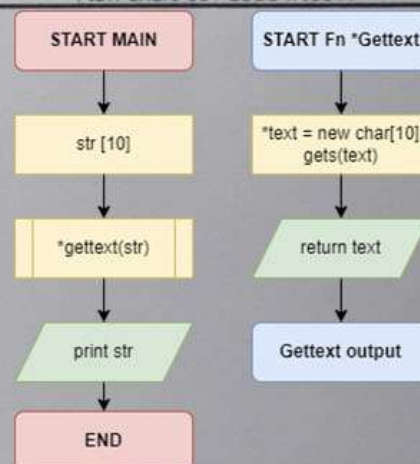 START MAIN
str [10]
*gettext(str)
print str
END
START Fn *Gettext
*text = new char[10]
gets(text)
return text
Gettext output